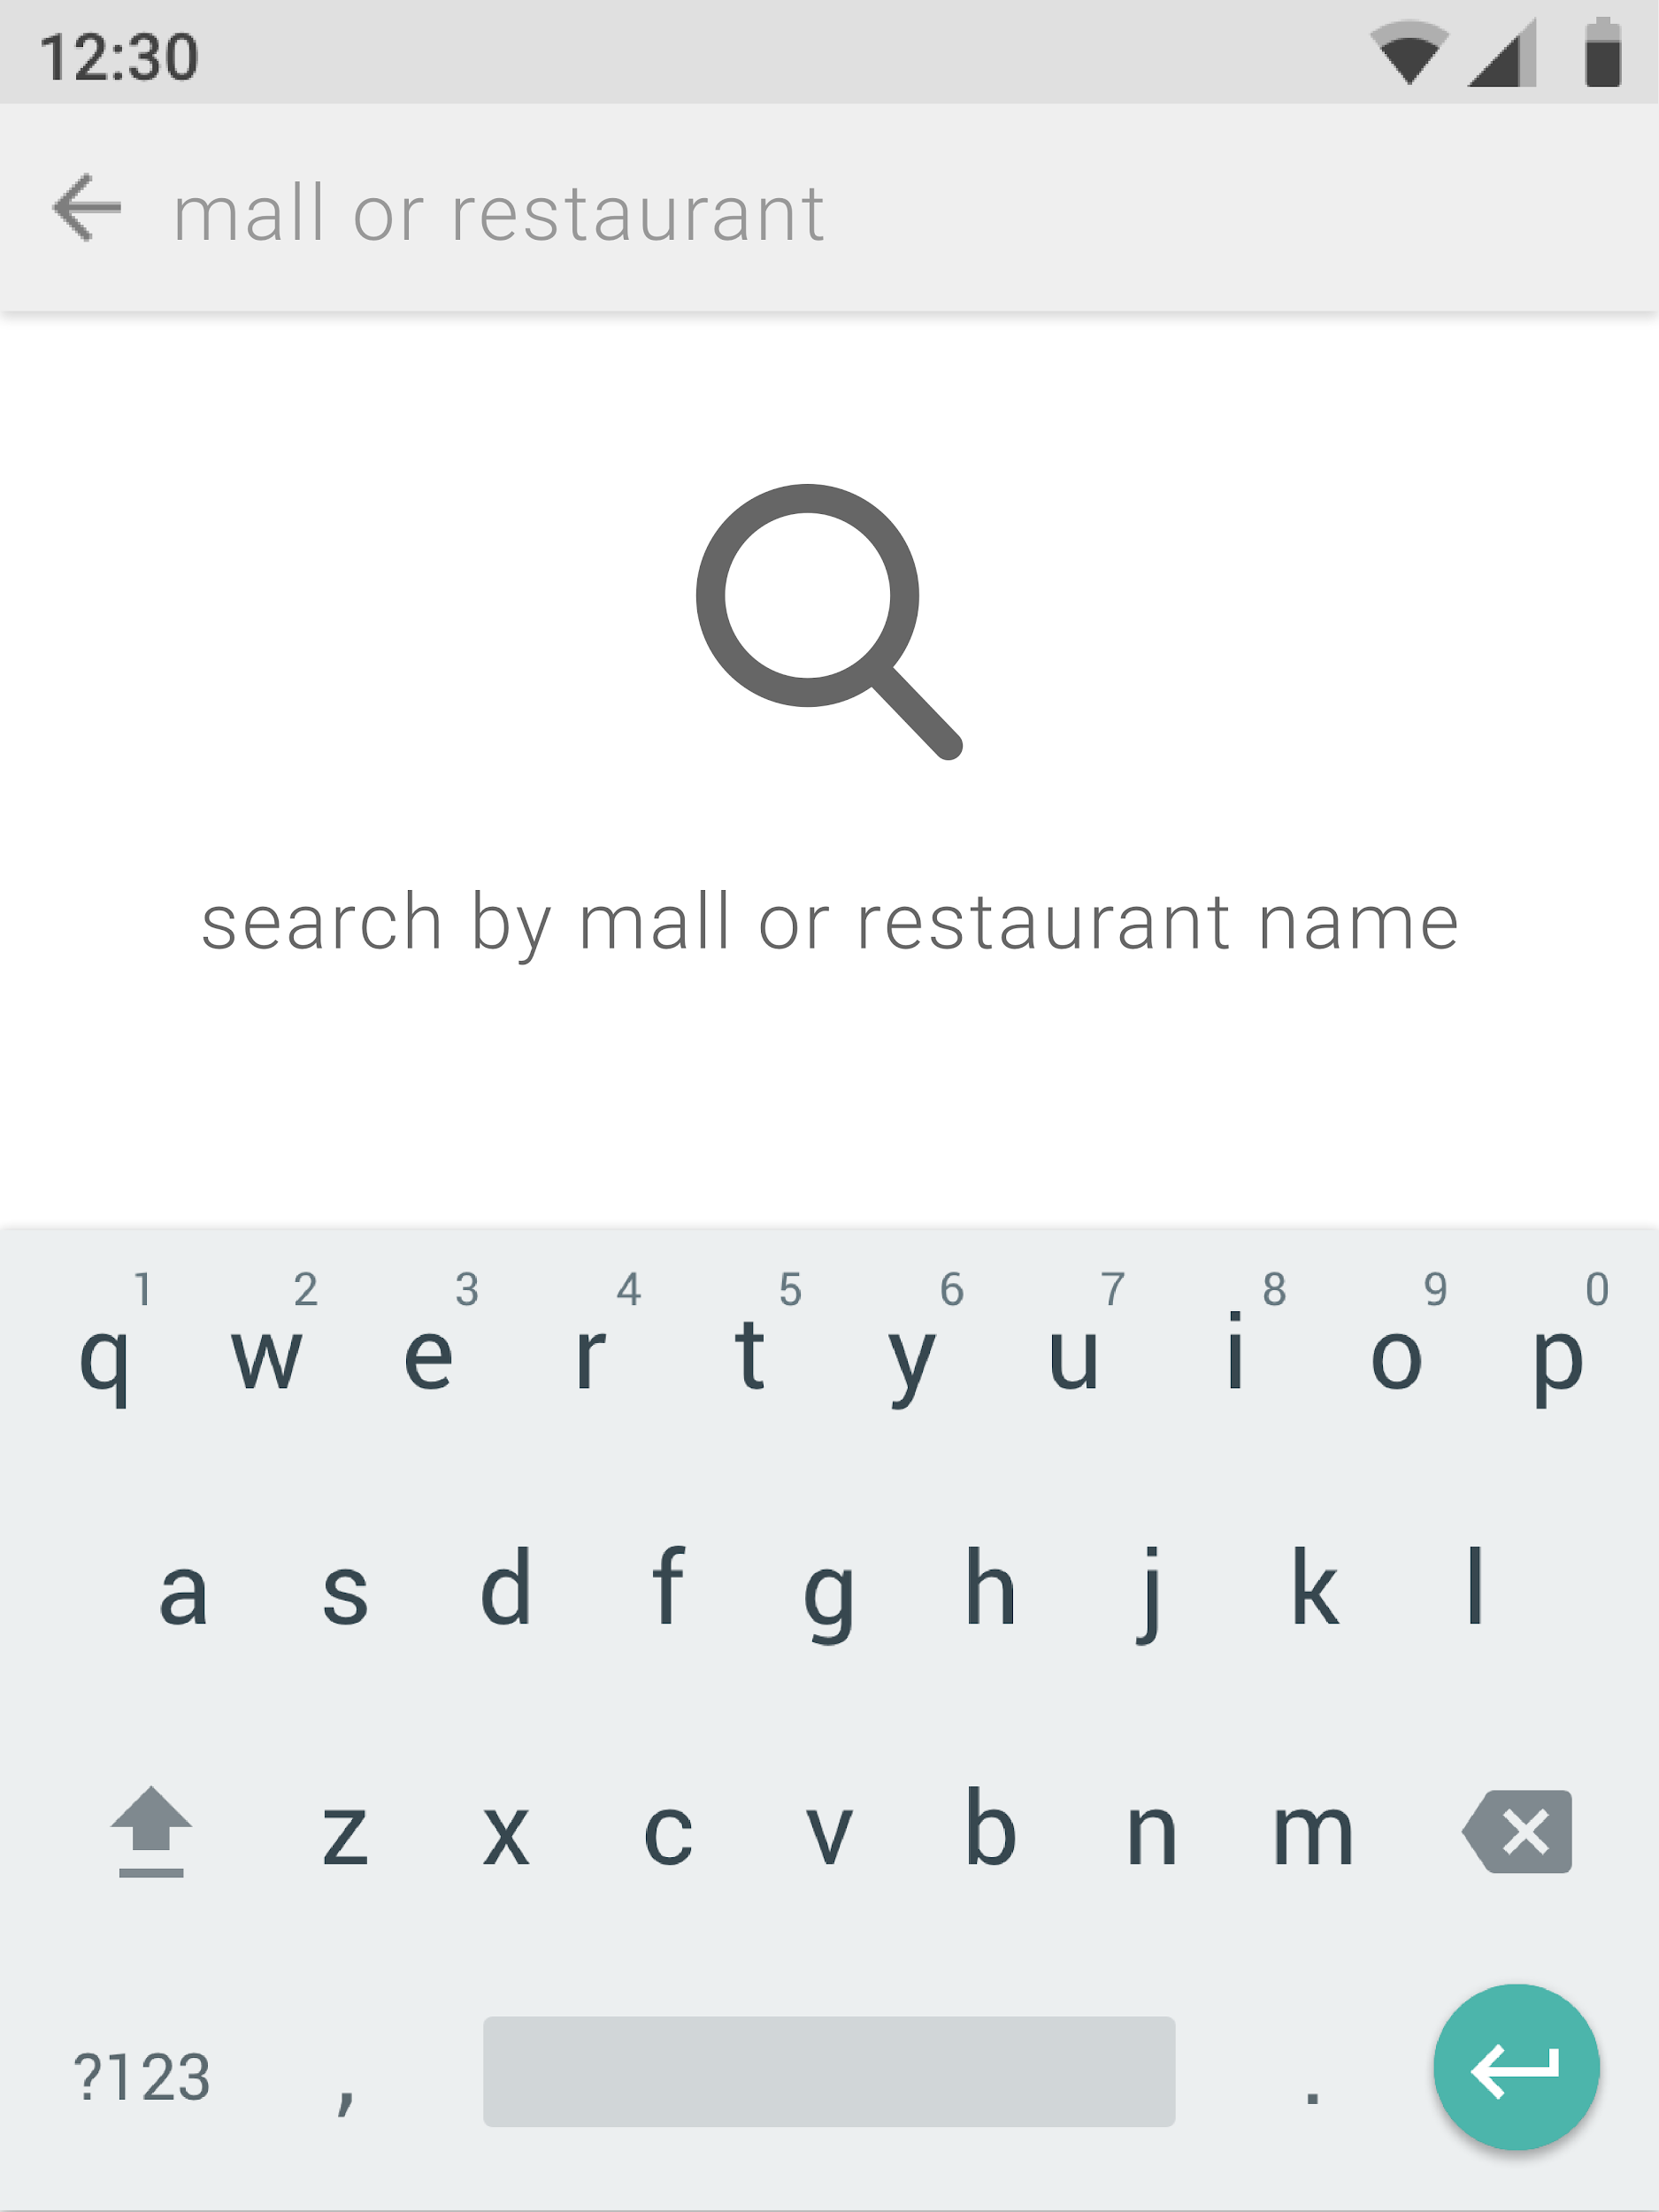 12:30
mall or restaurant
search by mall or restaurant name
1 2 3 4 5 6 7 8 9 0
q w e r t y u i o p
a s d f g h j k l
z x c v b n m
?123 , .